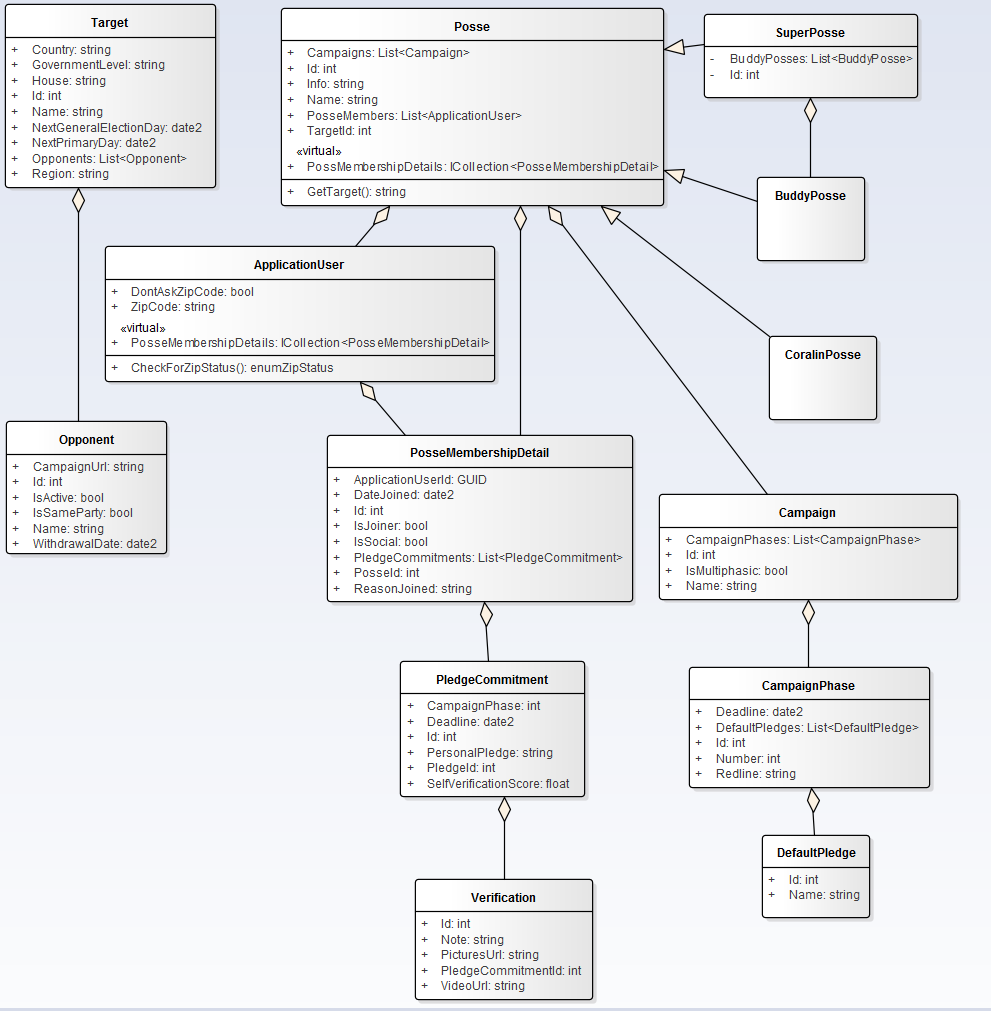 Target
+ Country: string
+ GovernmentLevel: string
+ House: string
+ Id: int
+ Name: string
+ NextGeneralElectionDay: date2
+ NextPrimaryDay: date2
+ Opponents: List<Opponent>
+ Region: string
Posse
+ Campaigns: List<Campaign>
+ Id: int
+ Info: string
+ Name: string
+ PosseMembers: List<ApplicationUser>
+ TargetId: int
«virtual»
+ PossMembershipDetails: ICollection<PosseMembershipDetail>
+ GetTarget(): string
SuperPosse
- BuddyPosses: List<BuddyPosse>
- Id: int
BuddyPosse
ApplicationUser
+ DontAskZipCode: bool
+ ZipCode: string
«virtual»
+ PosseMembershipDetails: ICollection<PosseMembershipDetail>
+ CheckForZipStatus(): enumZipStatus
CoralinPosse
Opponent
+ CampaignUrl: string
+ Id: int
+ IsActive: bool
+ IsSameParty: bool
+ Name: string
+ WithdrawalDate: date2
PosseMembershipDetail
+ ApplicationUserId: GUID
+ DateJoined: date2
+ Id: int
+ IsJoiner: bool
+ IsSocial: bool
+ PledgeCommitments: List<PledgeCommitment>
+ PosseId: int
+ ReasonJoined: string
Campaign
+ CampaignPhases: List<CampaignPhase>
+ Id: int
+ IsMultiphasic: bool
+ Name: string
PledgeCommitment
+ CampaignPhase: int
+ Deadline: date2
+ Id: int
+ PersonalPledge: string
+ PledgeId: int
+ SelfVerificationScore: float
CampaignPhase
+ Deadline: date2
+ DefaultPledges: List<DefaultPledge>
+ Id: int
+ Number: int
+ Redline: string
DefaultPledge
+ Id: int
+ Name: string
Verification
+ Id: int
+ Note: string
+ PicturesUrl: string
+ PledgeCommitmentId: int
+ VideoUrl: string